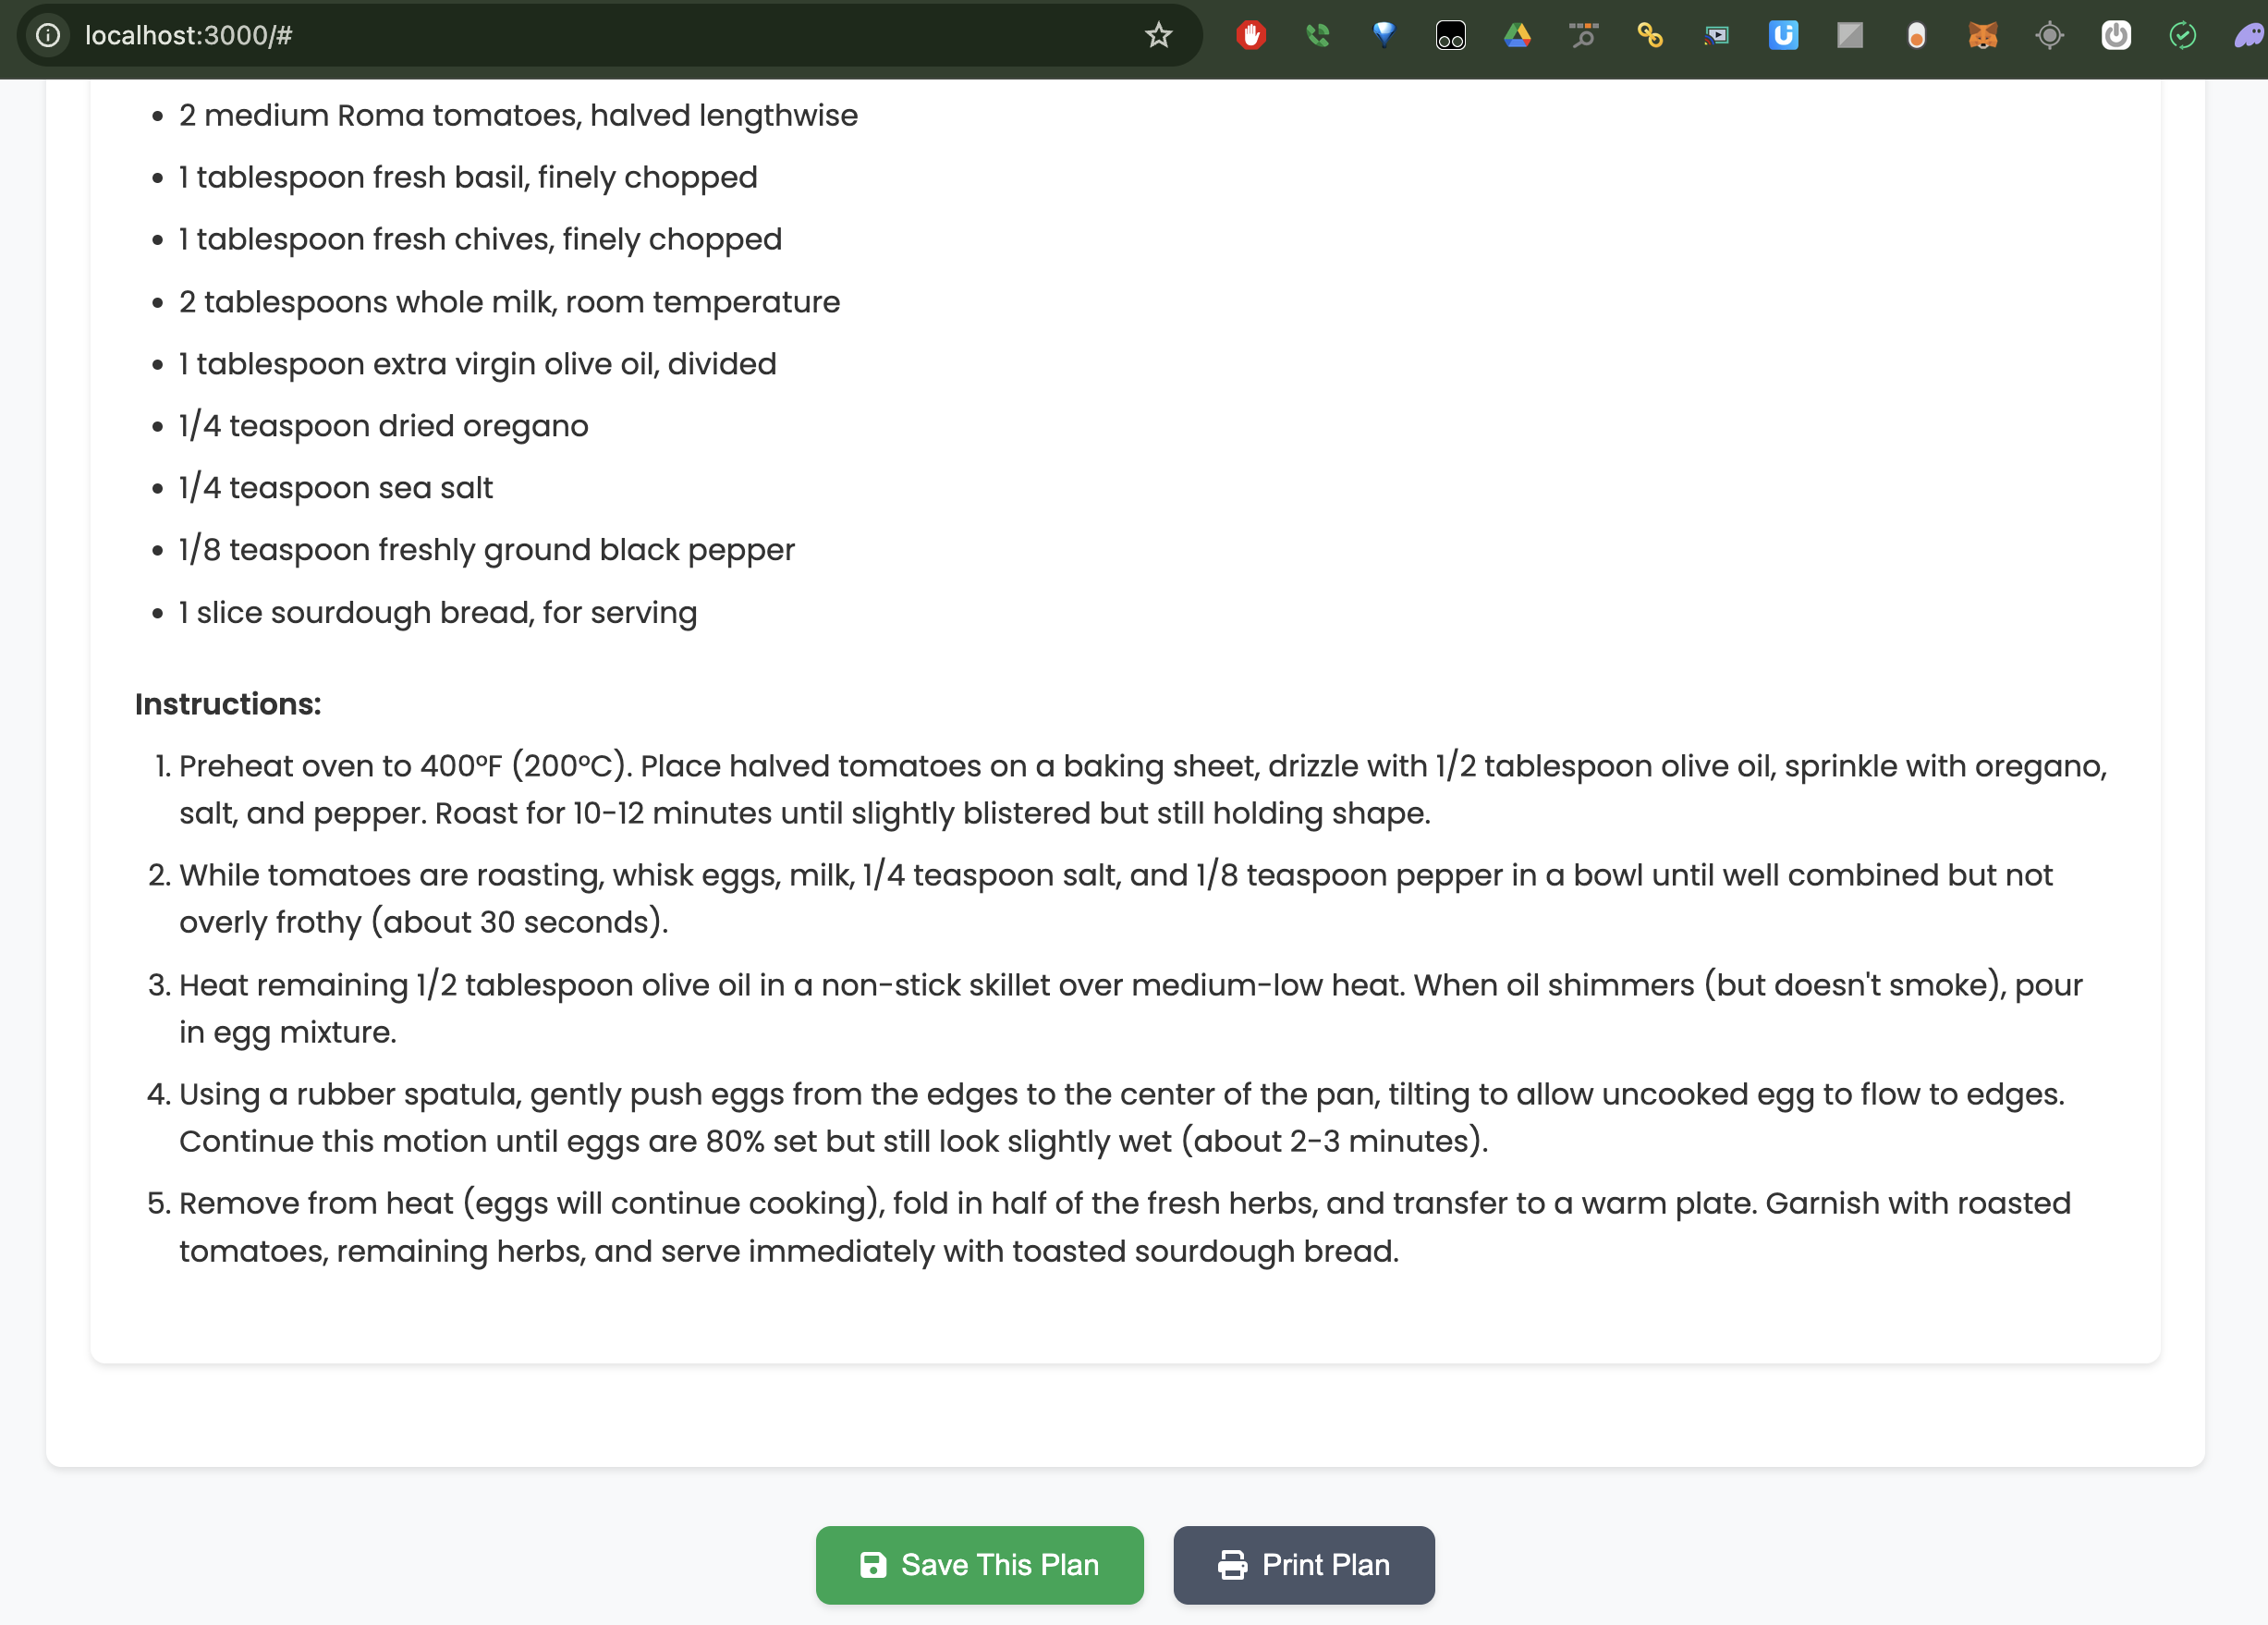 localhost:3000/#
• 2 medium Roma tomatoes, halved lengthwise
• 1 tablespoon fresh basil, finely chopped
• 1 tablespoon fresh chives, finely chopped
• 2 tablespoons whole milk, room temperature
• 1 tablespoon extra virgin olive oil, divided
• 1/4 teaspoon dried oregano
• 1/4 teaspoon sea salt
• 1/8 teaspoon freshly ground black pepper
• 1 slice sourdough bread, for serving
Instructions:
1. Preheat oven to 400°F (200°C). Place halved tomatoes on a baking sheet, drizzle with 1/2 tablespoon olive oil, sprinkle with oregano,
salt, and pepper. Roast for 10-12 minutes until slightly blistered but still holding shape.
2. While tomatoes are roasting, whisk eggs, milk, 1/4 teaspoon salt, and 1/8 teaspoon pepper in a bowl until well combined but not
overly frothy (about 30 seconds).
3. Heat remaining 1/2 tablespoon olive oil in a non-stick skillet over medium-low heat. When oil shimmers (but doesn't smoke), pour
in egg mixture.
4. Using a rubber spatula, gently push eggs from the edges to the center of the pan, tilting to allow uncooked egg to flow to edges.
Continue this motion until eggs are 80% set but still look slightly wet (about 2-3 minutes).
5. Remove from heat (eggs will continue cooking), fold in half of the fresh herbs, and transfer to a warm plate. Garnish with roasted
tomatoes, remaining herbs, and serve immediately with toasted sourdough bread.
Save This Plan
Print Plan